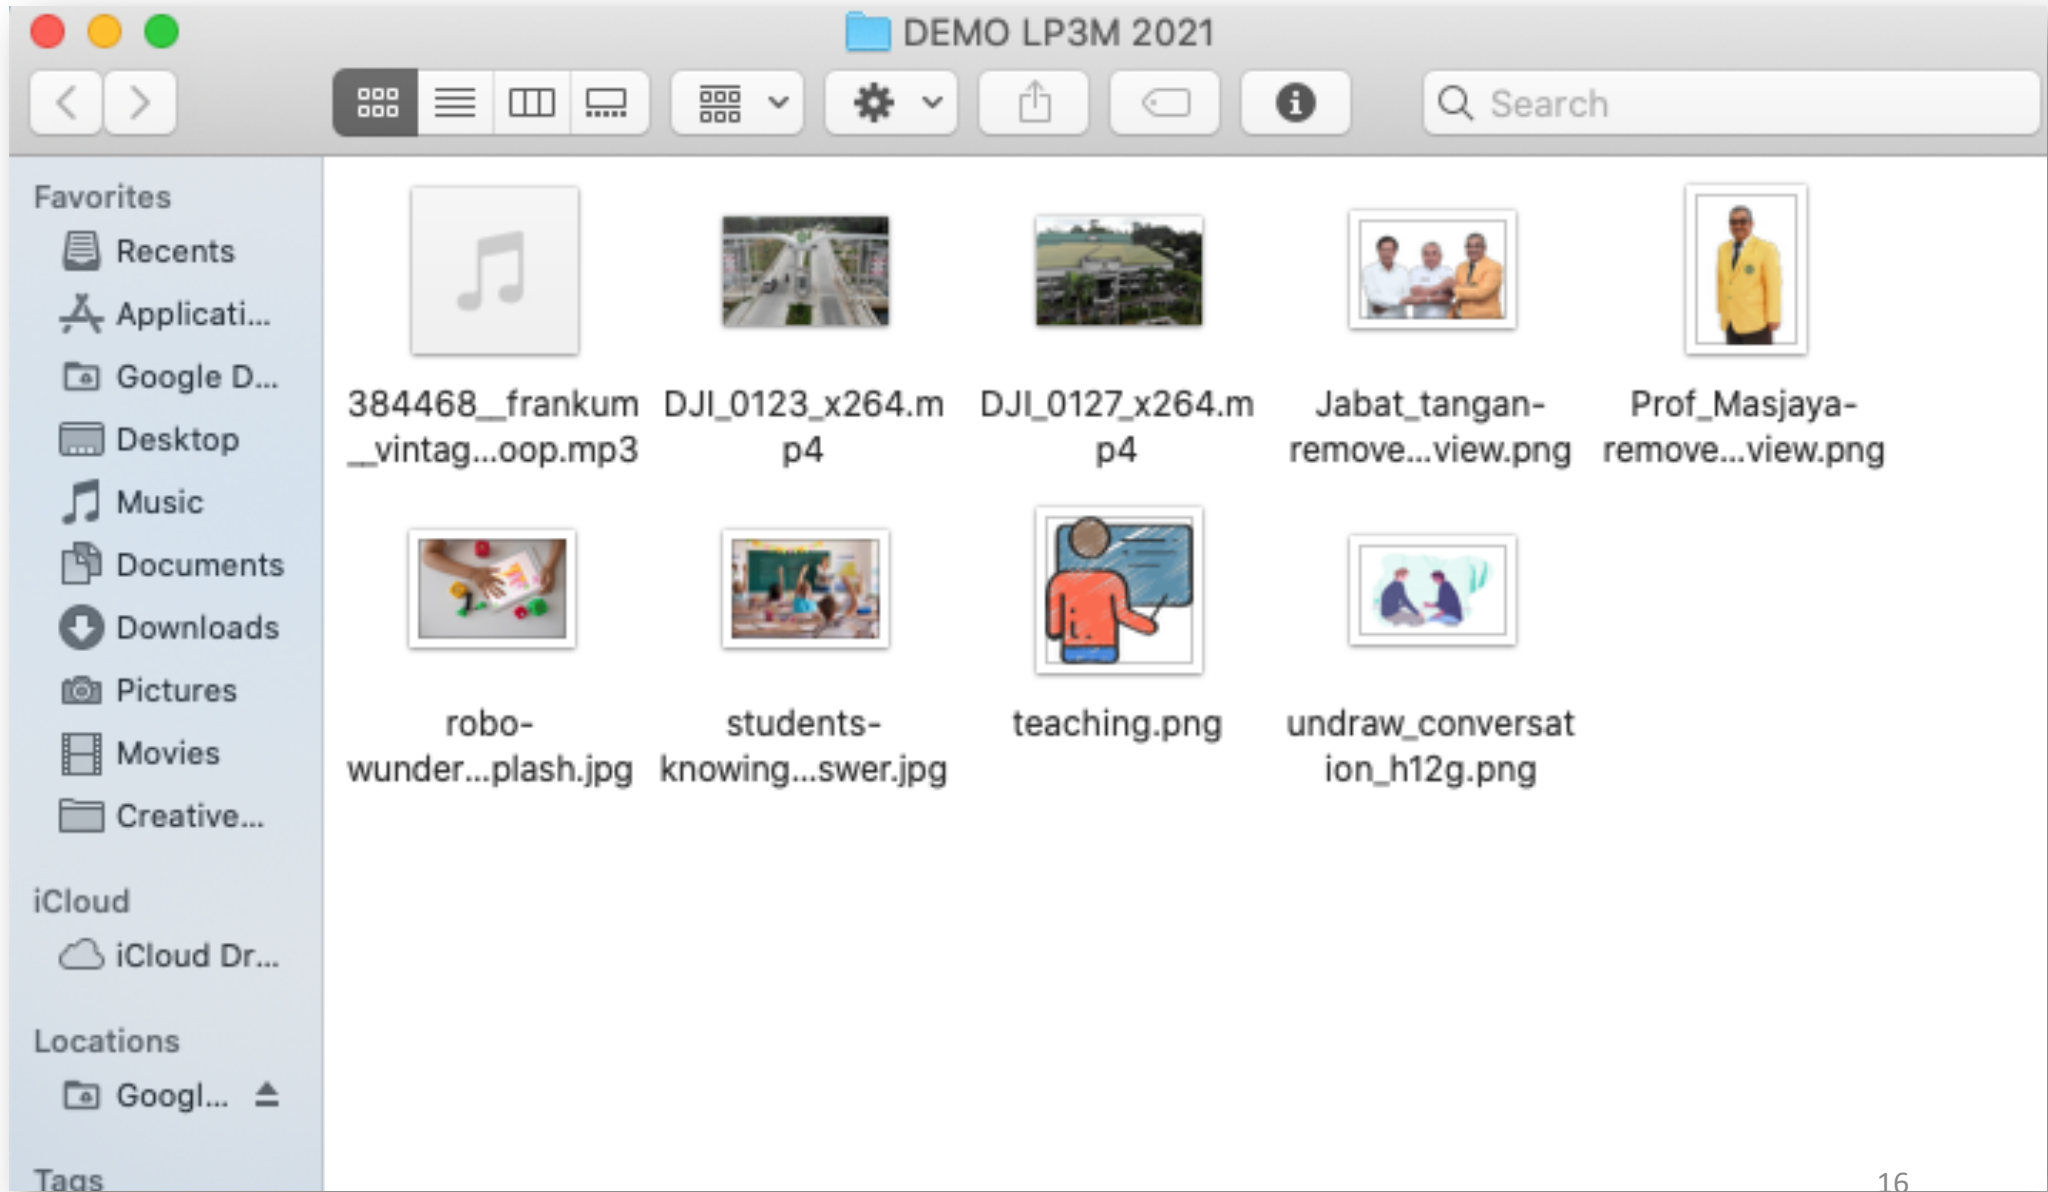 DEMO LP3M 2021
Search
Favorites
Recents
Applicati...
Google D...
Desktop
Music
Documents
Downloads
Pictures
Movies
Creative...
iCloud
iCloud Dr...
Locations
Googl...
Tags
384468__frankum
__vintag...oop.mp3
DJI_0123_x264.m
p4
DJI_0127_x264.m
p4
Jabat_tangan-
remove...view.png
Prof_Masjaya-
remove...view.png
robo-
wunder...plash.jpg
students-
knowing...swer.jpg
teaching.png
undraw_conversat
ion_h12g.png
16